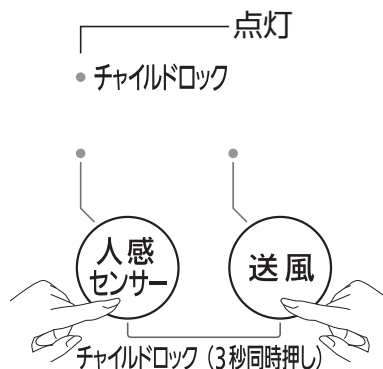 点灯
チャイルドロック
人感
センサー
送風
チャイルドロック（3秒同時押し）